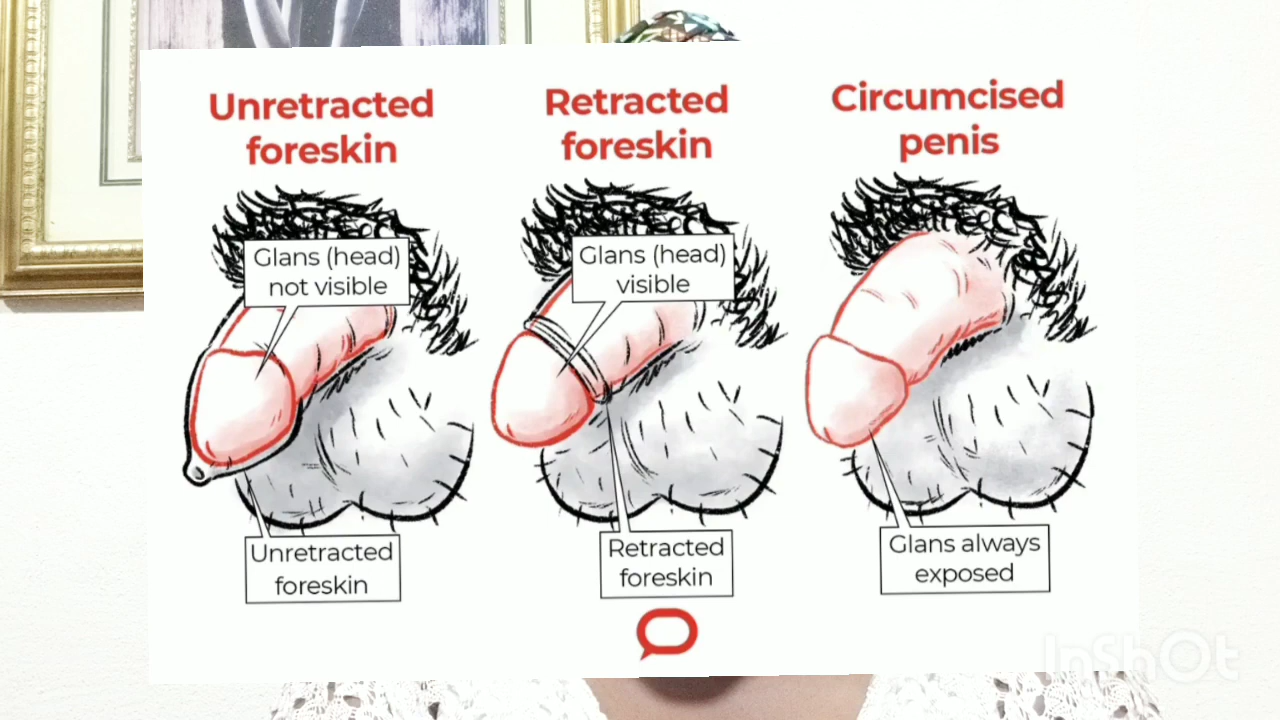 Unretracted
foreskin
Retracted
foreskin
Circumcised
penis
Glans (head)
not visible
Glans (head)
visible
Unretracted
foreskin
Retracted
foreskin
Glans always
exposed
InShOt